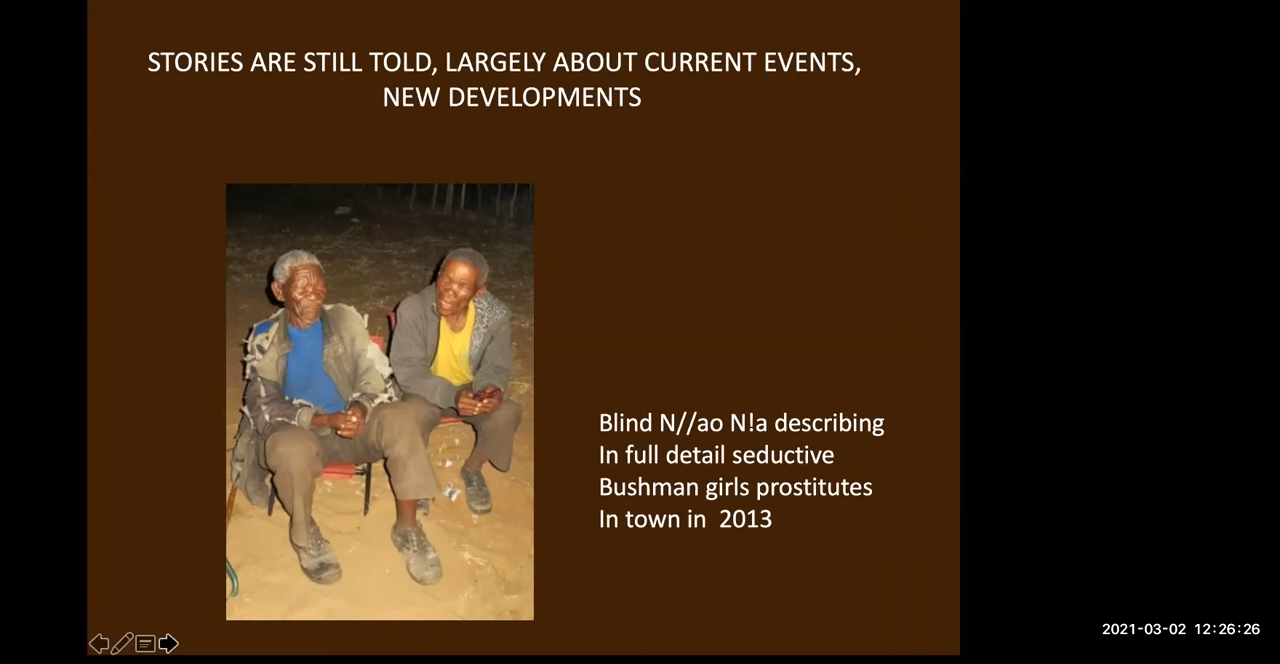 STORIES ARE STILL TOLD, LARGELY ABOUT CURRENT EVENTS,
NEW DEVELOPMENTS
Blind N//ao N!a describing
In full detail seductive
Bushman girls prostitutes
In town in  2013
2021-03-02 12:26:26